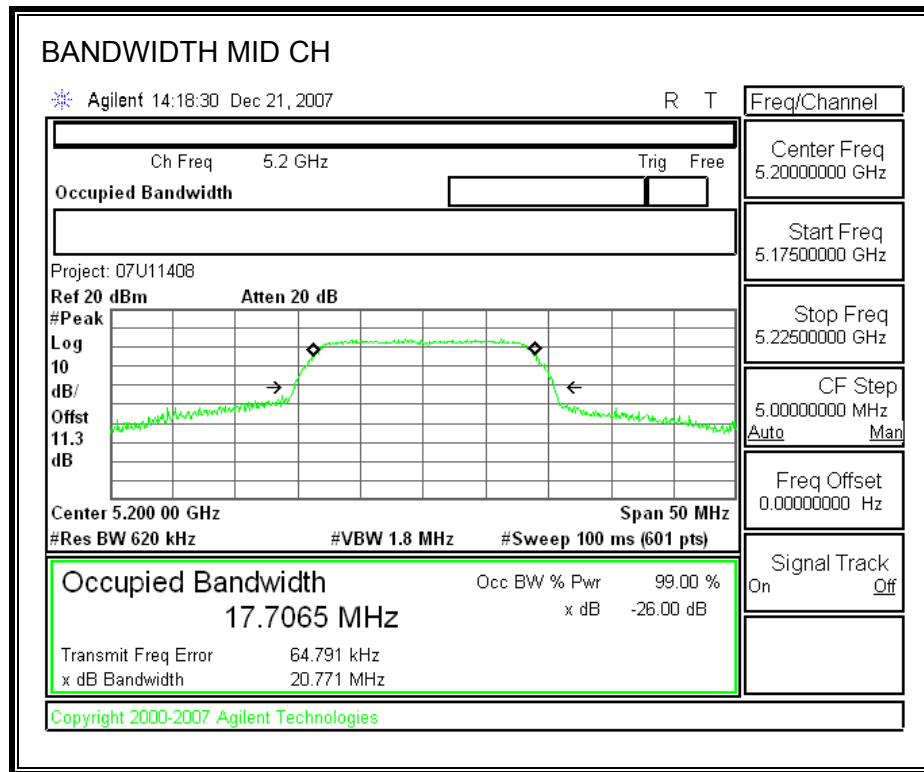 BANDWIDTH MID CH
Agilent 14:18:30 Dec 21, 2007 R T
Freq/Channel
Ch Freq 5.2 GHz Trig Free
Occupied Bandwidth
Center Freq
5.20000000 GHz
Start Freq
5.17500000 GHz
Stop Freq
5.22500000 GHz
CF Step
5.00000000 MHz
Auto Man
Freq Offset
0.00000000 Hz
Signal Track
On Off
Project: 07U11408
Ref 20 dBm Atten 20 dB
#Peak
Log
10
dB/
Offst
11.3
dB
Center 5.200 00 GHz Span 50 MHz
#Res BW 620 kHz #VBW 1.8 MHz #Sweep 100 ms (601 pts)
Occupied Bandwidth
17.7065 MHz
Occ BW % Pwr 99.00 %
x dB -26.00 dB
Transmit Freq Error 64.791 kHz
x dB Bandwidth 20.771 MHz
Copyright 2000-2007 Agilent Technologies